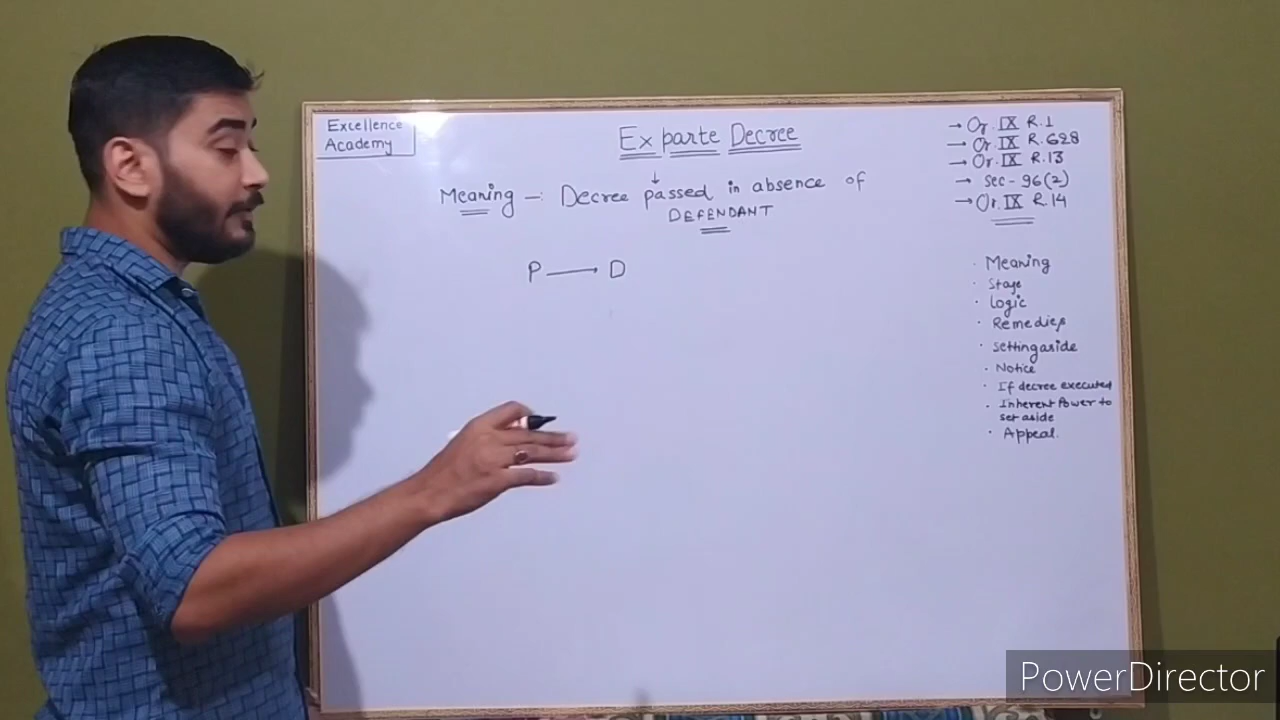 Excellence
Academy
Ex parte Decree
↓
Meaning -: Decree passed in absence of
DEFENDANT
P → D
→ Or. IX R.1
→ Or. IX R.6&8
→ Or. IX R.13
→ Sec - 96(2)
→ Or. IX R.14
· Meaning
· Stage
· Logic
· Remedies
· Setting aside
· Notice
· If decree executed
· Inherent Power to
set aside
· Appeal.
PowerDirector